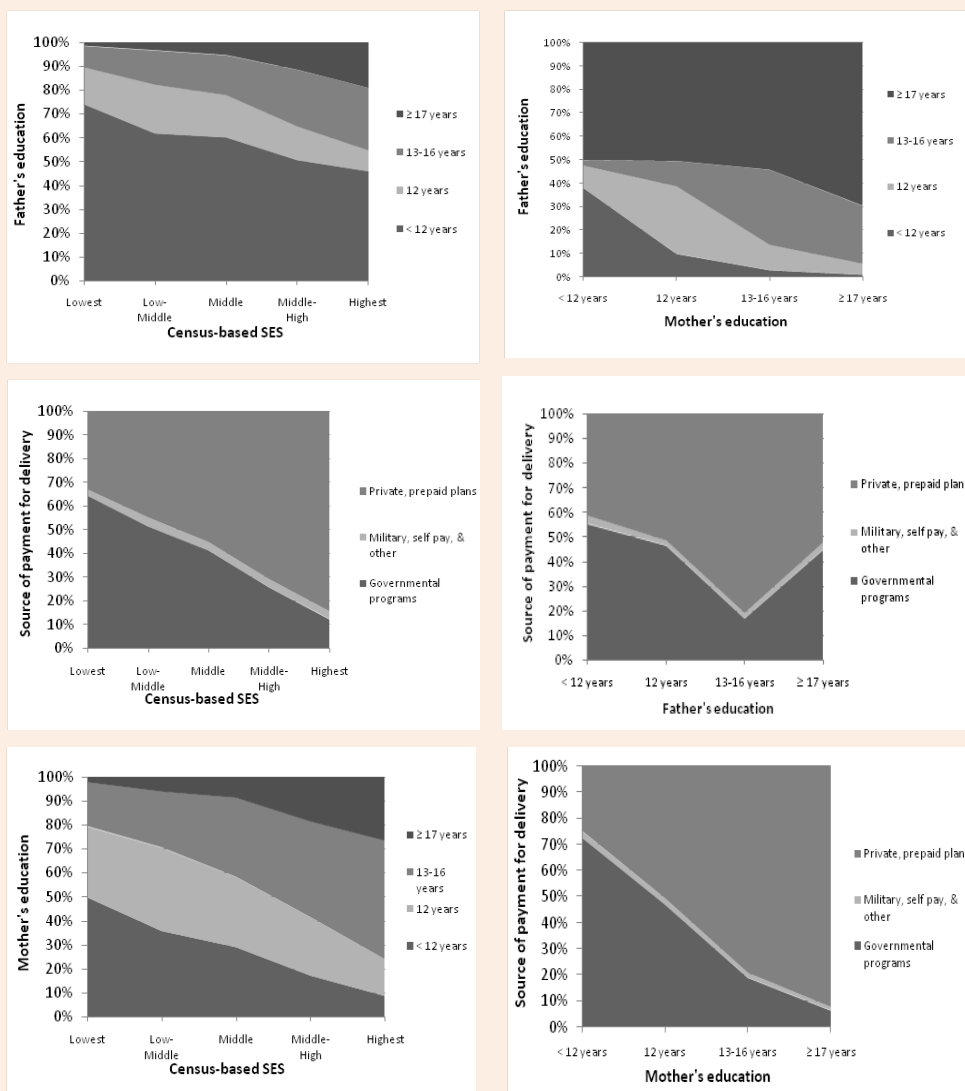 Father's education
100%
90%
80%
70%
60%
50%
40%
30%
20%
10%
0%
Lowest
Low-
Middle
Middle
Middle-
High
Highest
Census-based SES
≥ 17 years
13-16 years
12 years
< 12 years
Father's education
100%
90%
80%
70%
60%
50%
40%
30%
20%
10%
0%
< 12 years
12 years
13-16 years
≥ 17 years
Mother's education
≥ 17 years
13-16 years
12 years
< 12 years
Source of payment for delivery
100%
90%
80%
70%
60%
50%
40%
30%
20%
10%
0%
Lowest
Low-
Middle
Middle
Middle-
High
Highest
Census-based SES
Private, prepaid plans
Military, self pay, &
other
Governmental
programs
Source of payment for delivery
100%
90%
80%
70%
60%
50%
40%
30%
20%
10%
0%
< 12 years
12 years
13-16 years
≥ 17 years
Father's education
Private, prepaid plans
Military, self pay, &
other
Governmental
programs
Mother's education
100%
90%
80%
70%
60%
50%
40%
30%
20%
10%
0%
Lowest
Low-
Middle
Middle
Middle-
High
Highest
Census-based SES
≥ 17 years
13-16
years
12 years
< 12 years
Source of payment for delivery
100%
90%
80%
70%
60%
50%
40%
30%
20%
10%
0%
< 12 years
12 years
13-16 years
≥ 17 years
Mother's education
Private, prepaid plans
Military, self pay, &
other
Governmental
programs